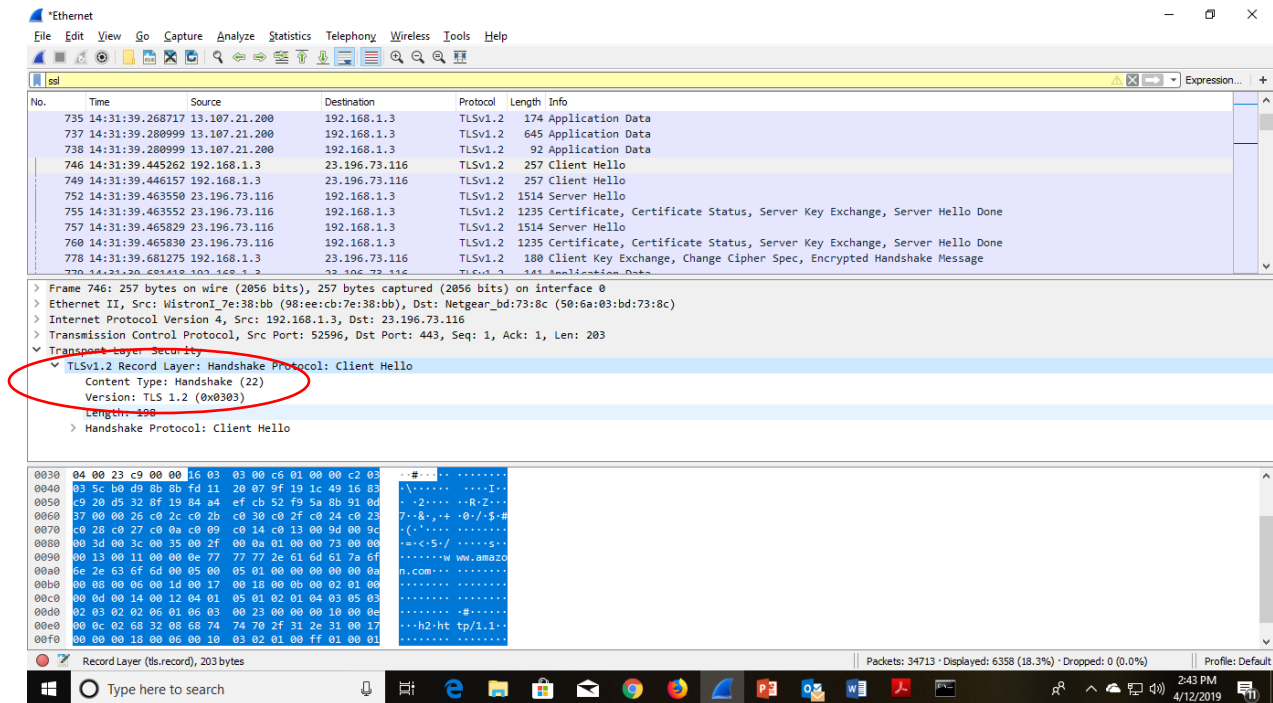 *Ethernet
File Edit View Go Capture Analyze Statistics Telephony Wireless Tools Help
ssl
Expression... +
No. Time Source Destination Protocol Length Info
735 14:31:39.268717 13.107.21.200 192.168.1.3 TLSv1.2 174 Application Data
737 14:31:39.280999 13.107.21.200 192.168.1.3 TLSv1.2 645 Application Data
738 14:31:39.280999 13.107.21.200 192.168.1.3 TLSv1.2 92 Application Data
746 14:31:39.445262 192.168.1.3 23.196.73.116 TLSv1.2 257 Client Hello
749 14:31:39.446157 192.168.1.3 23.196.73.116 TLSv1.2 257 Client Hello
752 14:31:39.463550 23.196.73.116 192.168.1.3 TLSv1.2 1514 Server Hello
755 14:31:39.463552 23.196.73.116 192.168.1.3 TLSv1.2 1235 Certificate, Certificate Status, Server Key Exchange, Server Hello Done
757 14:31:39.465829 23.196.73.116 192.168.1.3 TLSv1.2 1514 Server Hello
760 14:31:39.465830 23.196.73.116 192.168.1.3 TLSv1.2 1235 Certificate, Certificate Status, Server Key Exchange, Server Hello Done
778 14:31:39.681275 192.168.1.3 23.196.73.116 TLSv1.2 180 Client Key Exchange, Change Cipher Spec, Encrypted Handshake Message
779 14:31:39.681418 192.168.1.3 23.196.73.116 TLSv1.2 141 Application Data
> Frame 746: 257 bytes on wire (2056 bits), 257 bytes captured (2056 bits) on interface 0
> Ethernet II, Src: WistronI_7e:38:bb (98:ee:cb:7e:38:bb), Dst: Netgear_bd:73:8c (50:6a:03:bd:73:8c)
> Internet Protocol Version 4, Src: 192.168.1.3, Dst: 23.196.73.116
> Transmission Control Protocol, Src Port: 52596, Dst Port: 443, Seq: 1, Ack: 1, Len: 203
Transport Layer Security
TLSv1.2 Record Layer: Handshake Protocol: Client Hello
Content Type: Handshake (22)
Version: TLS 1.2 (0x0303)
Length: 198
> Handshake Protocol: Client Hello
0030 04 00 23 c9 00 00 16 03 03 00 c6 01 00 00 c2 03 ··#····· ········
0040 03 5c b0 d9 8b 8b fd 11 20 07 9f 19 1c 49 16 83 ·\······ ····I··
0050 c9 20 d5 32 8f 19 84 a4 ef cb 52 f9 5a 8b 91 0d · ·2···· ··R·Z···
0060 37 00 00 26 c0 2c c0 2b c0 30 c0 2f c0 24 c0 23 7··&·,·+ ·0·/·$·#
0070 c0 28 c0 27 c0 0a c0 09 c0 14 c0 13 00 9d 00 9c ·(·'···· ········
0080 00 3d 00 3c 00 35 00 2f 00 0a 01 00 00 73 00 00 ·=·<·5·/ ·····s··
0090 00 13 00 11 00 00 0e 77 77 77 2e 61 6d 61 7a 6f ·······w ww.amazo
00a0 6e 2e 63 6f 6d 00 05 00 05 01 00 00 00 00 00 0a n.com··· ········
00b0 00 08 00 06 00 1d 00 17 00 18 00 0b 00 02 01 00 ········ ········
00c0 00 0d 00 14 00 12 04 01 05 01 02 01 04 03 05 03 ········ ········
00d0 02 03 02 02 06 01 06 03 00 23 00 00 00 10 00 0e ········ ·#······
00e0 00 0c 02 68 32 08 68 74 74 70 2f 31 2e 31 00 17 ···h2·ht tp/1.1··
00f0 00 00 00 18 00 06 00 10 03 02 01 00 ff 01 00 01 ········ ········
Record Layer (tls.record), 203 bytes
Packets: 34713 · Displayed: 6358 (18.3%) · Dropped: 0 (0.0%)
Profile: Default
Type here to search
2:43 PM
4/12/2019